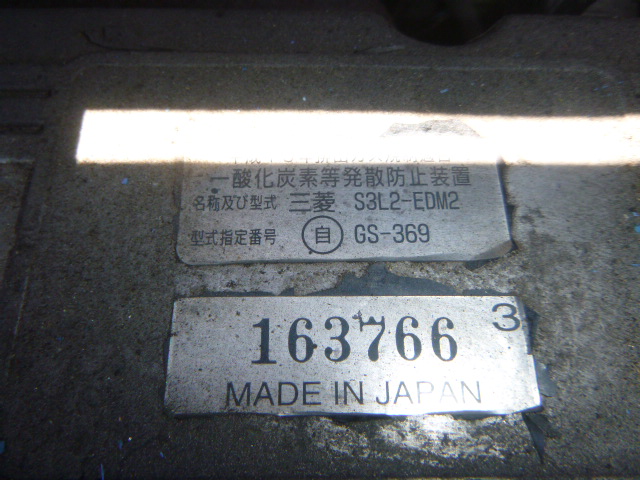 一酸化炭素等発散防止装置
名称及び型式 三菱 S3L2-EDM2
型式指定番号 自 GS-369
3
163766
MADE IN JAPAN